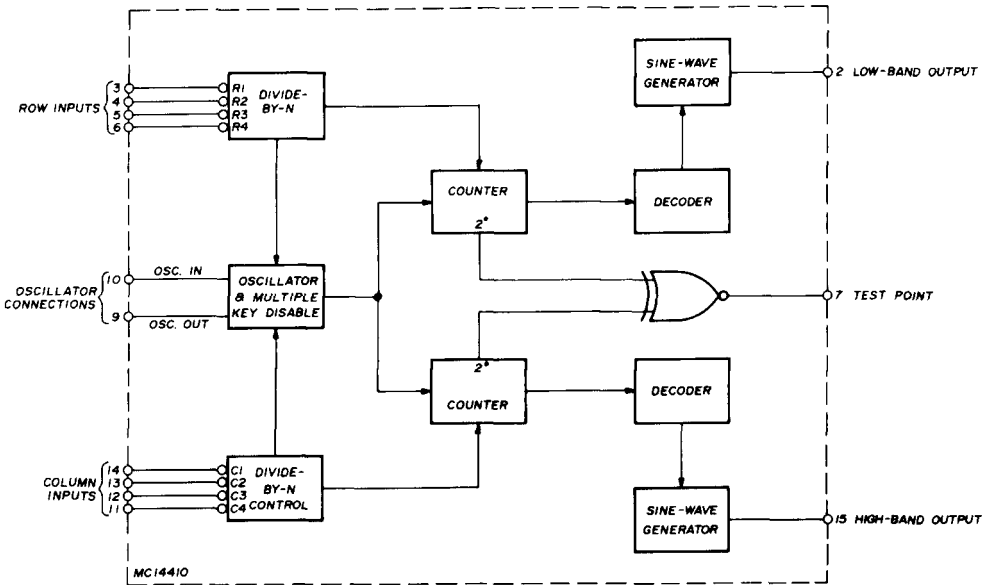 SINE-WAVE
GENERATOR
2 LOW-BAND OUTPUT
ROW INPUTS
3
4
5
6
R1
R2
R3
R4
DIVIDE-
BY-N
COUNTER
2°
DECODER
OSCILLATOR
CONNECTIONS
10
9
OSC. IN
OSC. OUT
OSCILLATOR
& MULTIPLE
KEY DISABLE
7 TEST POINT
2°
COUNTER
DECODER
COLUMN
INPUTS
14
13
12
11
C1
C2
C3
C4
DIVIDE-
BY-N
CONTROL
SINE-WAVE
GENERATOR
15 HIGH-BAND OUTPUT
MC14410